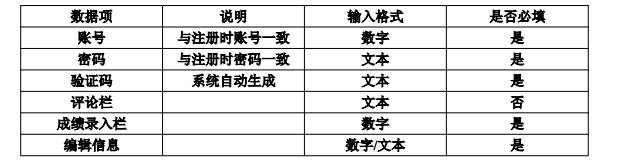 数据项 说明 输入格式 是否必填
账号 与注册时账号一致 数字 是
密码 与注册时密码一致 文本 是
验证码 系统自动生成 文本 是
评论栏 文本 否
成绩录入栏 数字 是
编辑信息 数字/文本 是